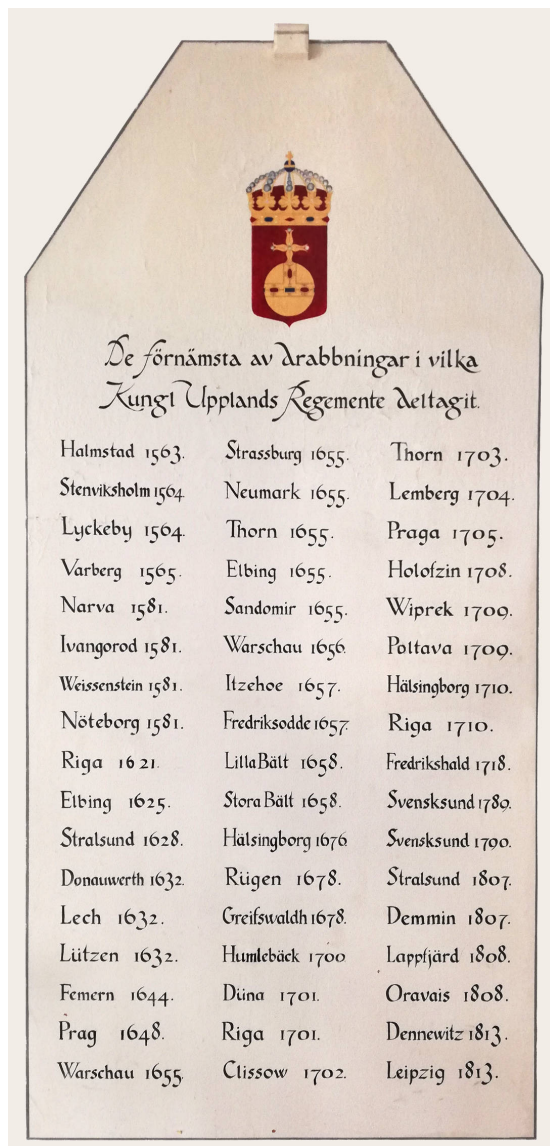 De förnämsta av drabbningar i vilka
Kungl Upplands Regemente deltagit.
Halmstad 1563.
Stenviksholm 1564
Lyckeby 1564.
Varberg 1565.
Narva 1581.
Ivangorod 1581.
Weissenstein 1581.
Nöteborg 1581.
Riga 1621.
Elbing 1625.
Stralsund 1628.
Donauwerth 1632.
Lech 1632.
Lützen 1632.
Femern 1644.
Prag 1648.
Warschau 1655.
Strassburg 1655.
Neumark 1655.
Thorn 1655.
Elbing 1655.
Sandomir 1655.
Warschau 1656.
Itzehoe 1657.
Fredriksodde 1657.
Lilla Bält 1658.
Stora Bält 1658.
Hälsingborg 1676
Rügen 1678.
Greifswaldh 1678.
Humlebäck 1700
Düna 1701.
Riga 1701.
Clissow 1702.
Thorn 1703.
Lemberg 1704.
Praga 1705.
Holofzin 1708.
Wiprek 1709.
Poltava 1709.
Hälsingborg 1710.
Riga 1710.
Fredrikshald 1718.
Svensksund 1789.
Svensksund 1790.
Stralsund 1807.
Demmin 1807.
Lappfjärd 1808.
Oravais 1808.
Dennewitz 1813.
Leipzig 1813.